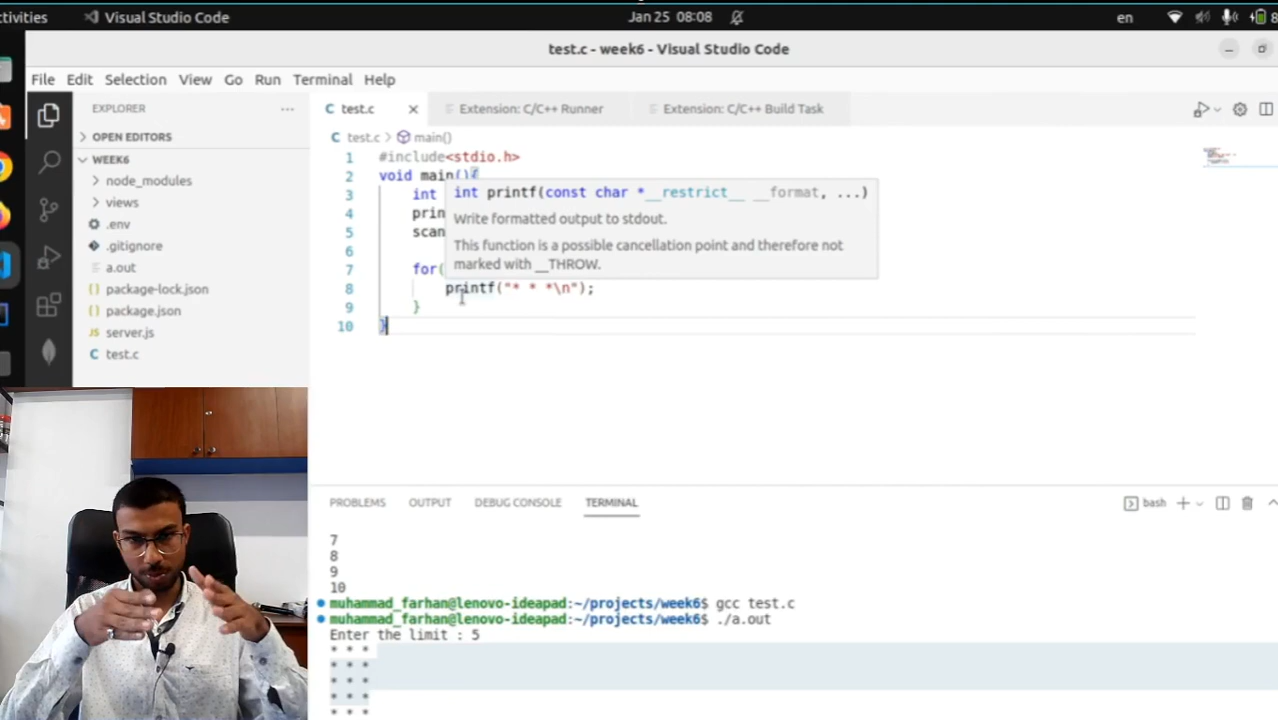 ctivities
Visual Studio Code
Jan 25 08:08
en
8
test.c - week6 - Visual Studio Code
File Edit Selection View Go Run Terminal Help
EXPLORER
OPEN EDITORS
WEEK6
node_modules
views
.env
.gitignore
a.out
package-lock.json
package.json
server.js
C test.c
C test.c
Extension: C/C++ Runner
Extension: C/C++ Build Task
C test.c > main()
1 #include<stdio.h>
2 void main(){
3 int
4 prin
5 scan
6
7 for(
8 printf("* * *\n");
9 }
10 }
int printf(const char *__restrict__ __format, ...)
Write formatted output to stdout.
This function is a possible cancellation point and therefore not
marked with __THROW.
PROBLEMS OUTPUT DEBUG CONSOLE TERMINAL
bash
7
8
9
10
muhammad_farhan@lenovo-ideapad:~/projects/week6$ gcc test.c
muhammad_farhan@lenovo-ideapad:~/projects/week6$ ./a.out
Enter the limit : 5
* * *
* * *
* * *
* * *
* * *